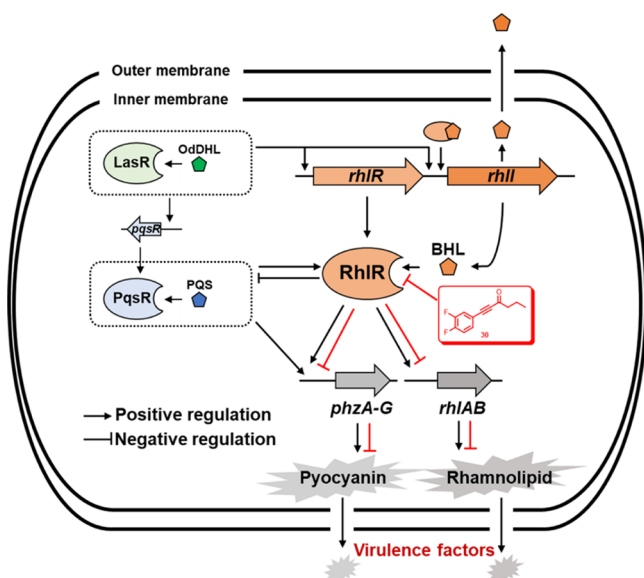 Outer membrane
Inner membrane
OdDHL
LasR
rhlR
rhlI
pqsR
BHL
RhlR
PQS
PqsR
O
F
F
30
phzA-G
rhlAB
Positive regulation
Negative regulation
Pyocyanin
Rhamnolipid
Virulence factors